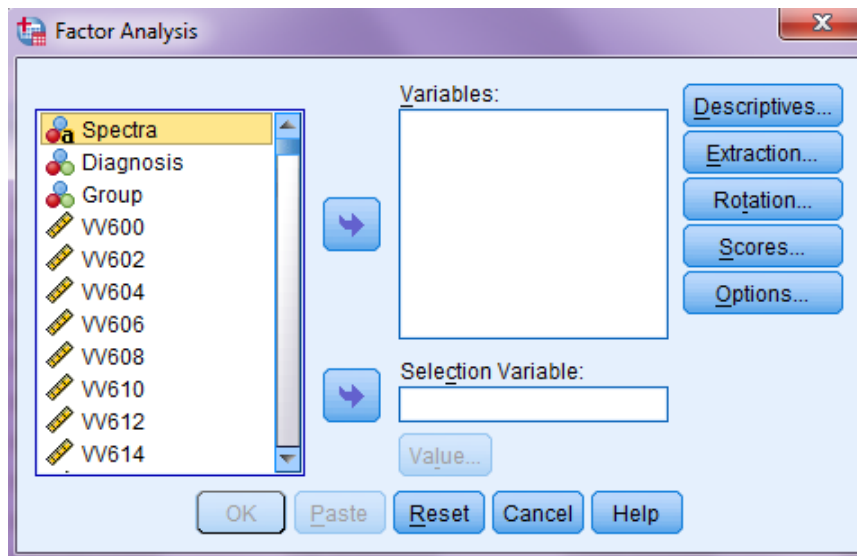 Factor Analysis
X
a Spectra
Diagnosis
Group
VV600
VV602
VV604
VV606
VV608
VV610
VV612
VV614
Variables:
Selection Variable:
Value...
Descriptives...
Extraction...
Rotation...
Scores...
Options...
OK Paste Reset Cancel Help